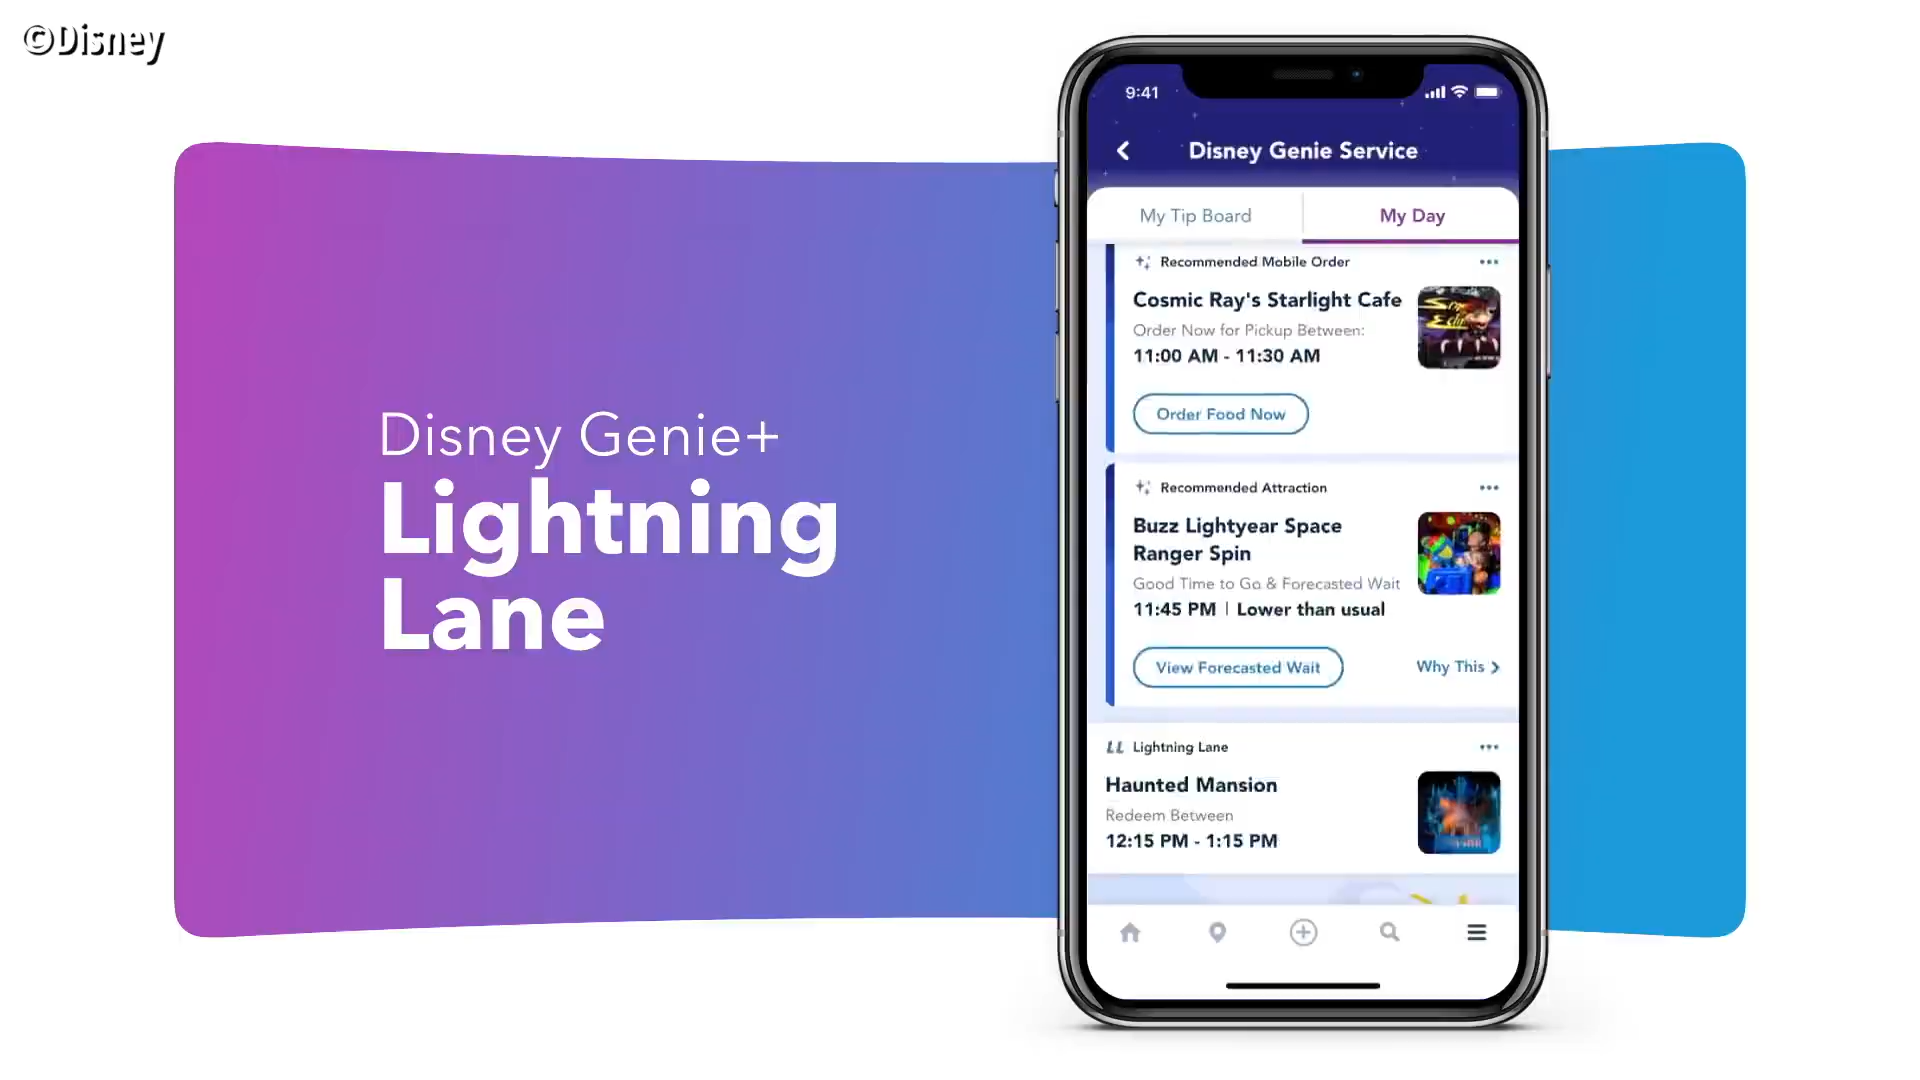 ©Disney
Disney Genie+
Lightning
Lane
9:41
Disney Genie Service
My Tip Board
My Day
Recommended Mobile Order
Cosmic Ray's Starlight Cafe
Order Now for Pickup Between:
11:00 AM - 11:30 AM
Order Food Now
Recommended Attraction
Buzz Lightyear Space
Ranger Spin
Good Time to Go & Forecasted Wait
11:45 PM | Lower than usual
View Forecasted Wait
Why This
LL Lightning Lane
Haunted Mansion
Redeem Between
12:15 PM - 1:15 PM